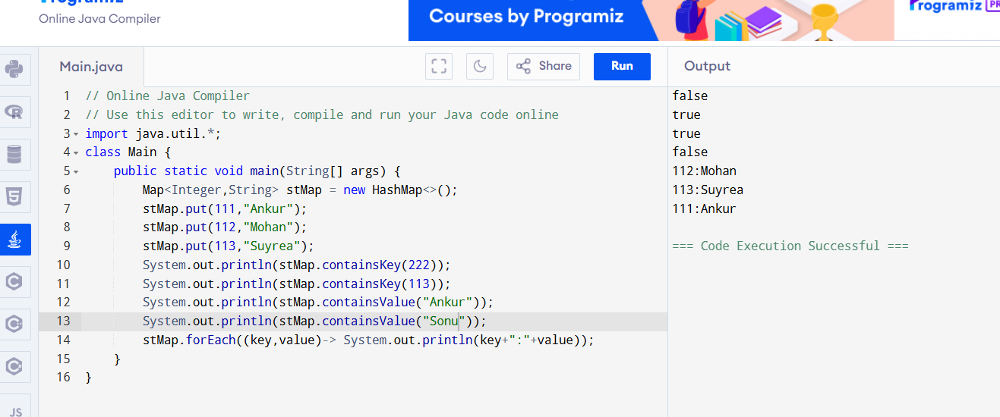 Programiz
Online Java Compiler
Courses by Programiz
Programiz PR
Main.java
Share
Run
Output
1 // Online Java Compiler
2 // Use this editor to write, compile and run your Java code online
3 import java.util.*;
4 class Main {
5 public static void main(String[] args) {
6 Map<Integer,String> stMap = new HashMap<>();
7 stMap.put(111,"Ankur");
8 stMap.put(112,"Mohan");
9 stMap.put(113,"Suyrea");
10 System.out.println(stMap.containsKey(222));
11 System.out.println(stMap.containsKey(113));
12 System.out.println(stMap.containsValue("Ankur"));
13 System.out.println(stMap.containsValue("Sonu"));
14 stMap.forEach((key,value)-> System.out.println(key+":"+value));
15 }
16 }
false
true
true
false
112:Mohan
113:Suyrea
111:Ankur
=== Code Execution Successful ===
JS